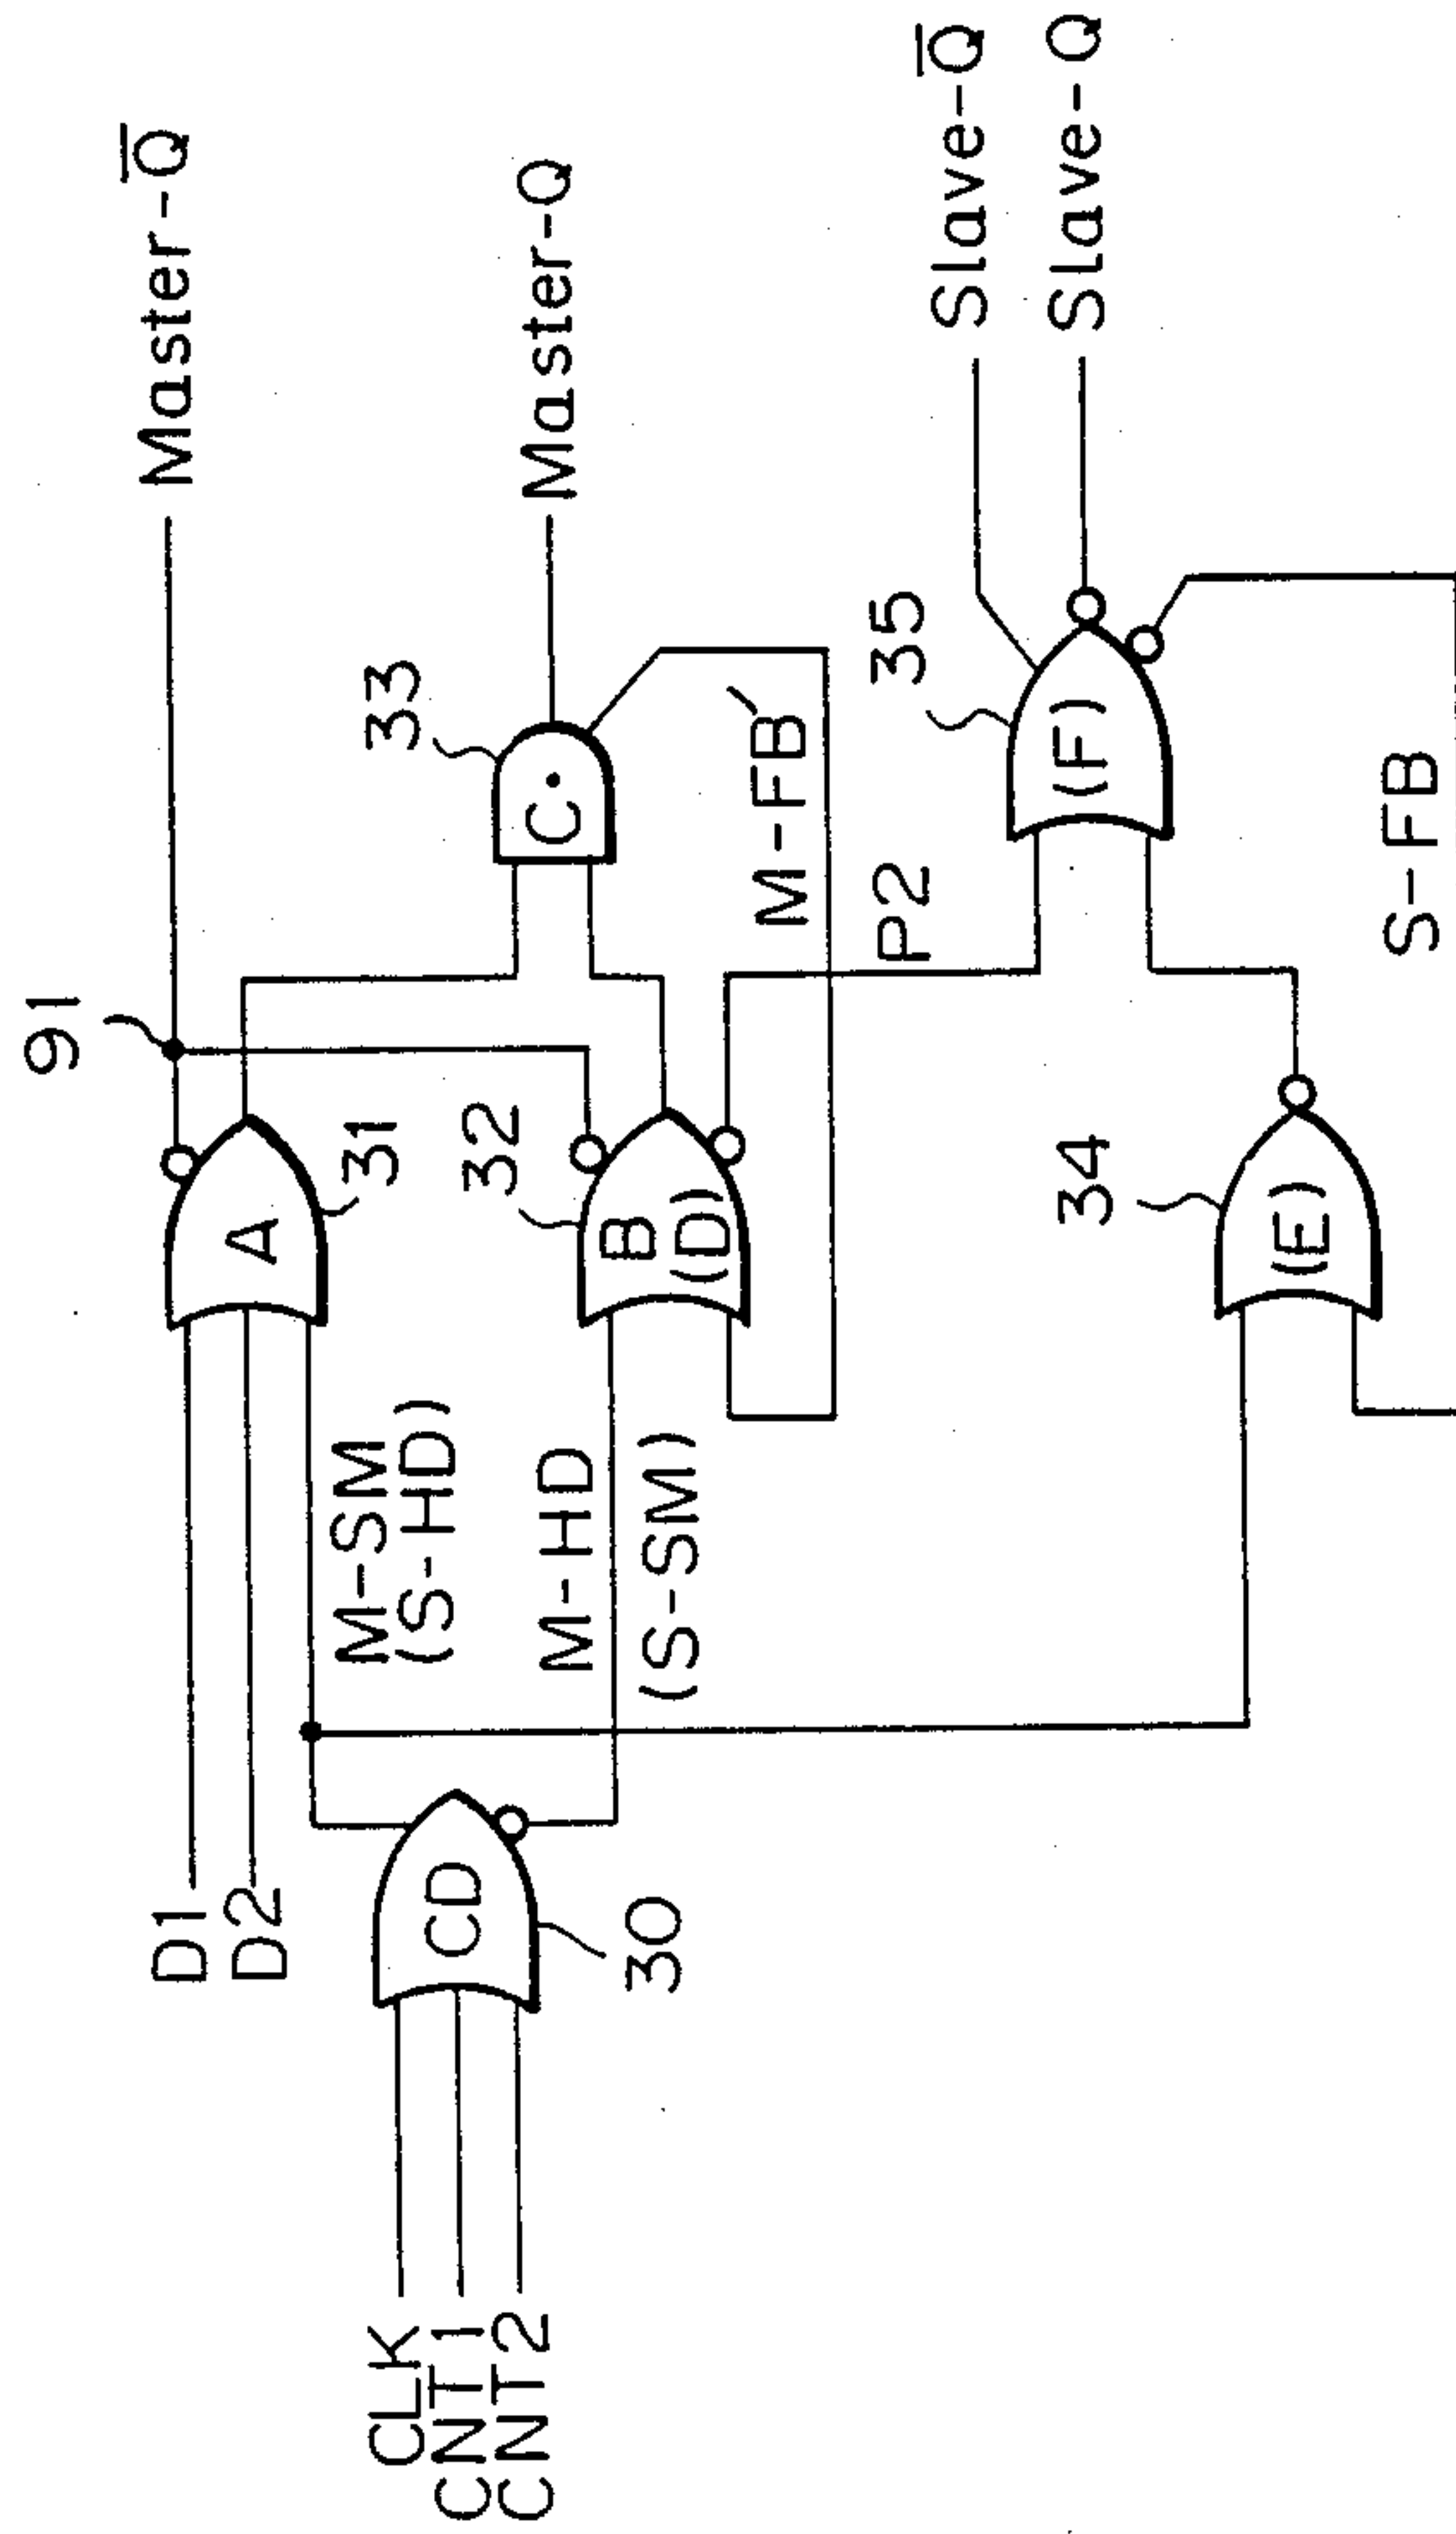 D1
D2
CLK
CNT1
CNT2
CD
30
M-SM
(S-HD)
M-HD
(S-SM)
A
31
91
B
(D)
32
C
33
M-FB
(E)
34
P2
(F)
35
S-FB
Master-Q̅
Master-Q
Slave-Q̅
Slave-Q